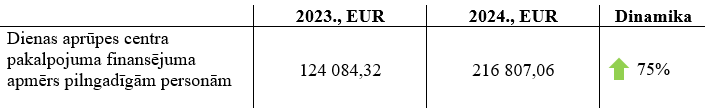 2023., EUR 2024., EUR Dinamika
Dienas aprūpes centra
pakalpojuma finansējuma
apmērs pilngadīgām personām
124 084,32 216 807,06 75%